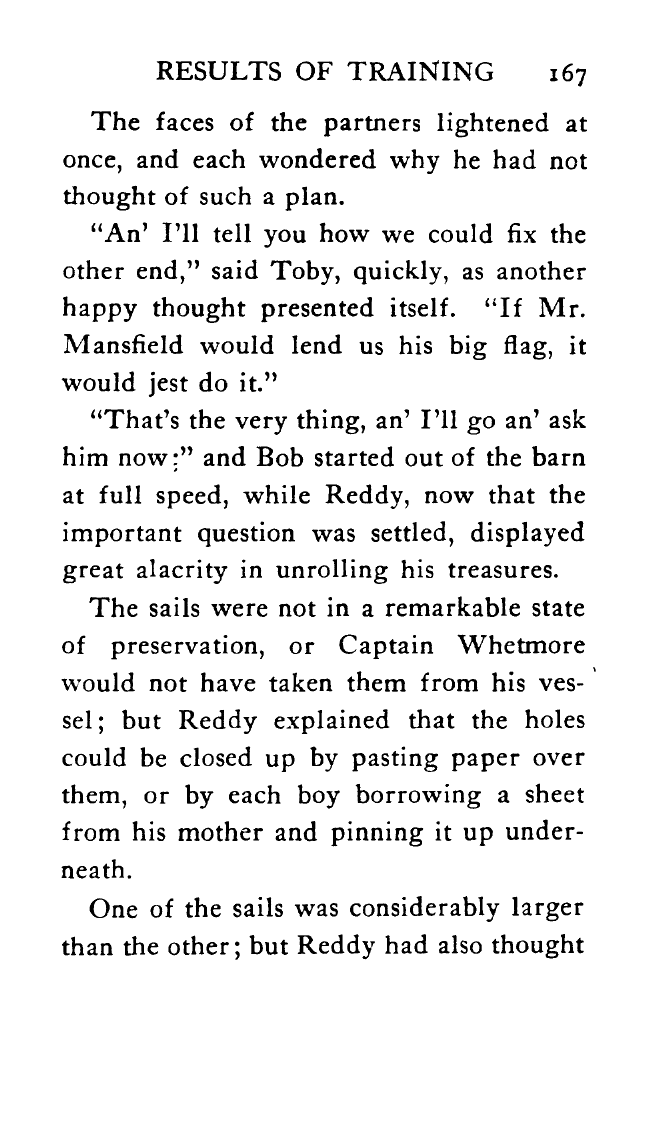 RESULTS OF TRAINING 167
The faces of the partners lightened at
once, and each wondered why he had not
thought of such a plan.
“An’ I’ll tell you how we could fix the
other end,” said Toby, quickly, as another
happy thought presented itself. “If Mr.
Mansfield would lend us his big flag, it
would jest do it.”
“That’s the very thing, an’ I’ll go an’ ask
him now;” and Bob started out of the barn
at full speed, while Reddy, now that the
important question was settled, displayed
great alacrity in unrolling his treasures.
The sails were not in a remarkable state
of preservation, or Captain Whetmore
would not have taken them from his ves-
sel; but Reddy explained that the holes
could be closed up by pasting paper over
them, or by each boy borrowing a sheet
from his mother and pinning it up under-
neath.
One of the sails was considerably larger
than the other; but Reddy had also thought